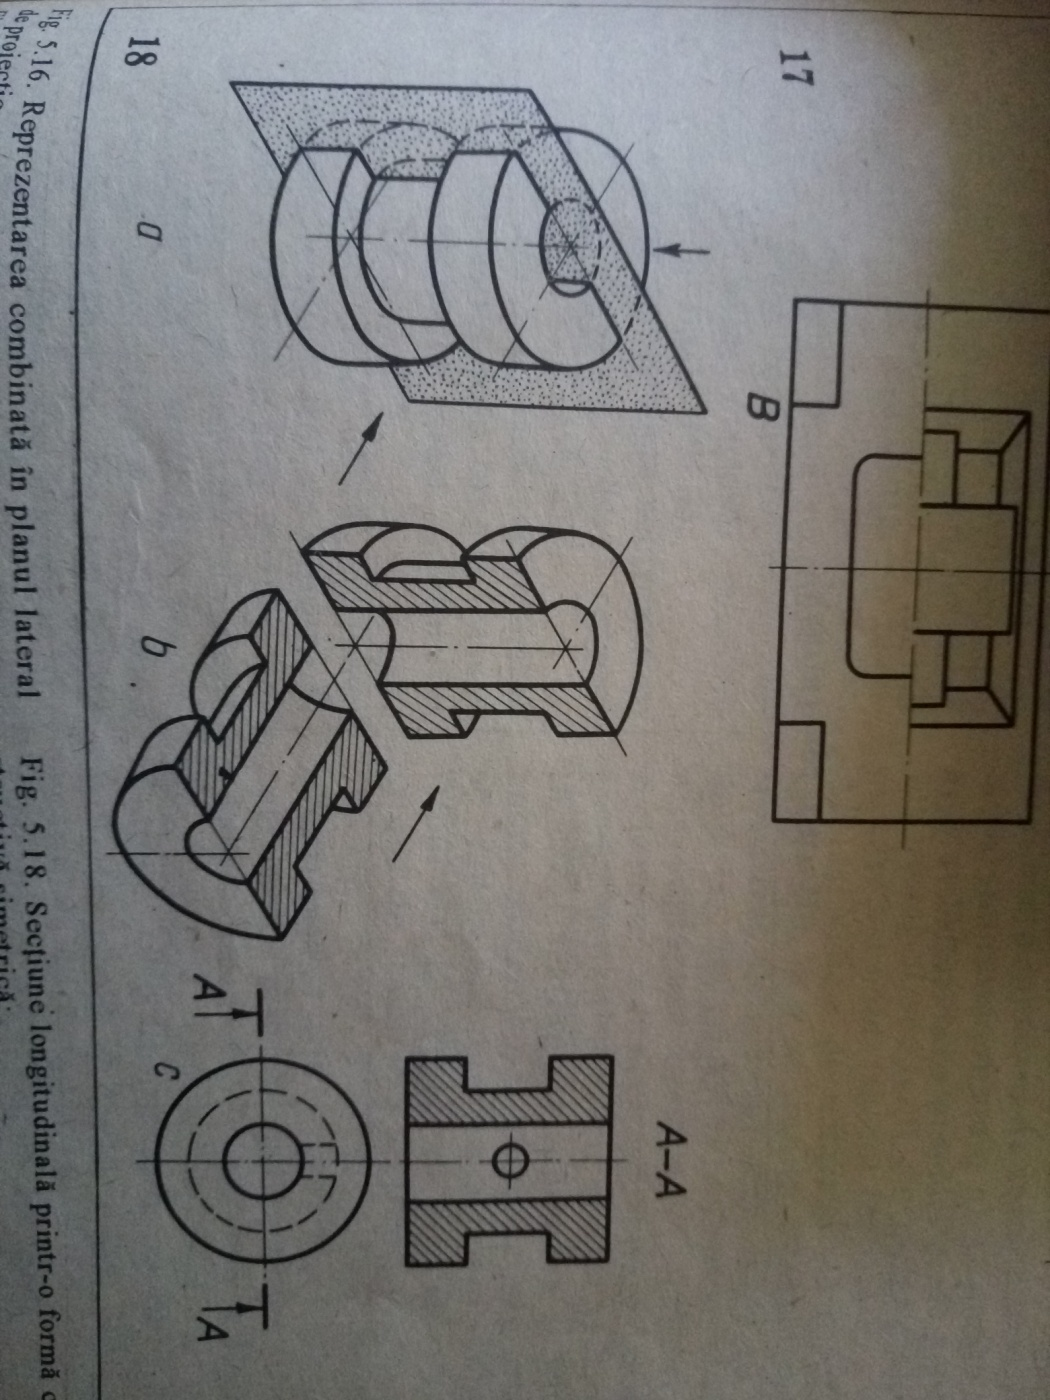 17
B
18
a
b
c
A-A
A
A
Fig. 5.16. Reprezentarea combinată în planul lateral
Fig. 5.18. Secțiune longitudinală printr-o formă